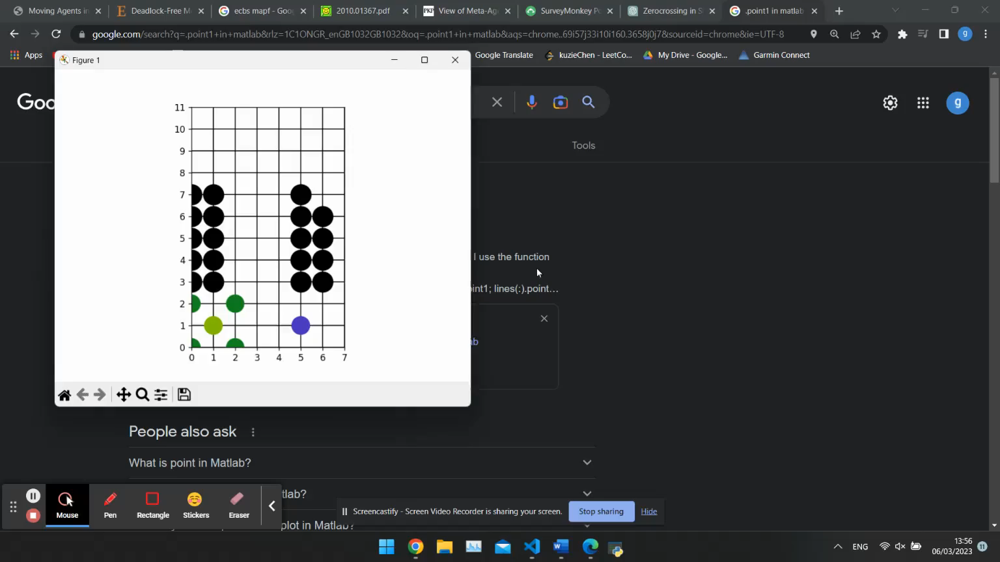 Moving Agents in
Deadlock-Free M
ecbs mapf - Goo
2010.01367.pdf
PKP
View of Meta-Ag
SurveyMonkey Po
Zerocrossing in S
.point1 in matlab
google.com/search?q=.point1+in+matlab&rlz=1C1ONGR_enGB1032GB1032&oq=.point1+in+matlab&aqs=chrome..69i57j33i10i160.3658j0j7&sourceid=chrome&ie=UTF-8
g
Apps
Google Translate
kuzieChen - LeetCo...
My Drive - Google...
Garmin Connect
Figure 1
Goo
g
Tools
11
10
9
8
7
6
5
4
3
2
1
0
0 1 2 3 4 5 6 7
I use the function
int1; lines(:).point...
ab
People also ask
What is point in Matlab?
tlab?
plot in Matlab?
Mouse
Pen
Rectangle
Stickers
Eraser
Screencastify - Screen Video Recorder is sharing your screen.
Stop sharing
Hide
ENG
13:56
06/03/2023
11